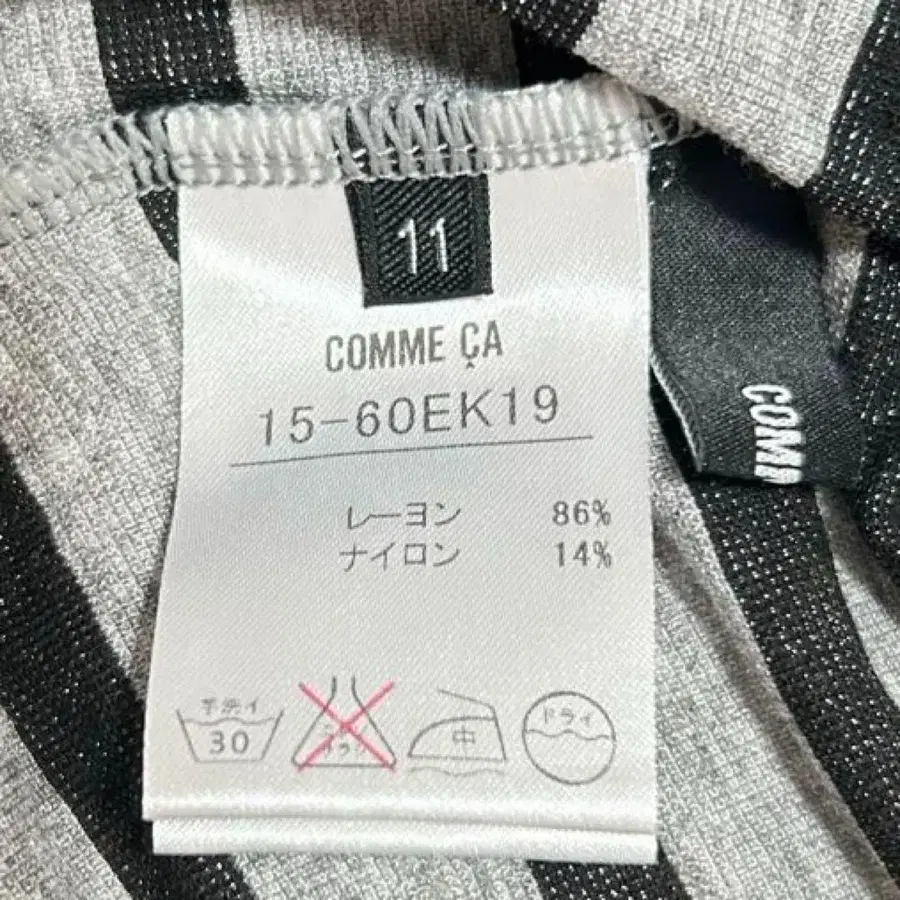 11
COMME ÇA
15-60EK19
レーヨン 86%
ナイロン 14%
手洗イ
30
中
ドライ
COM